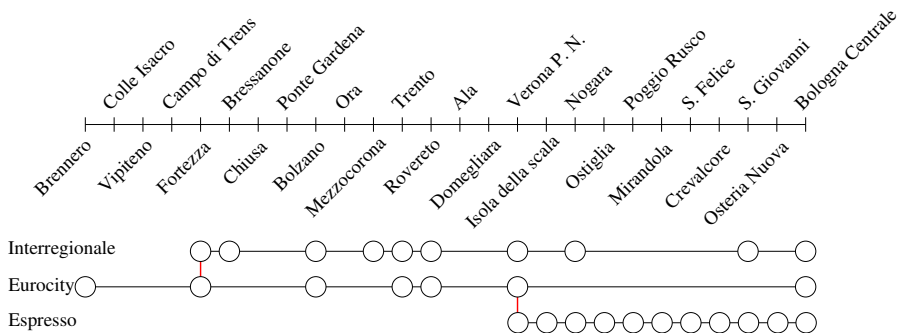 Colle Isacro
Campo di Trens
Bressanone
Ponte Gardena
Ora
Trento
Ala
Verona P. N.
Nogara
Poggio Rusco
S. Felice
S. Giovanni
Bologna Centrale
Brennero
Vipiteno
Fortezza
Chiusa
Bolzano
Mezzocorona
Rovereto
Domegliara
Isola della scala
Ostiglia
Mirandola
Crevalcore
Osteria Nuova
Interregionale
Eurocity
Espresso